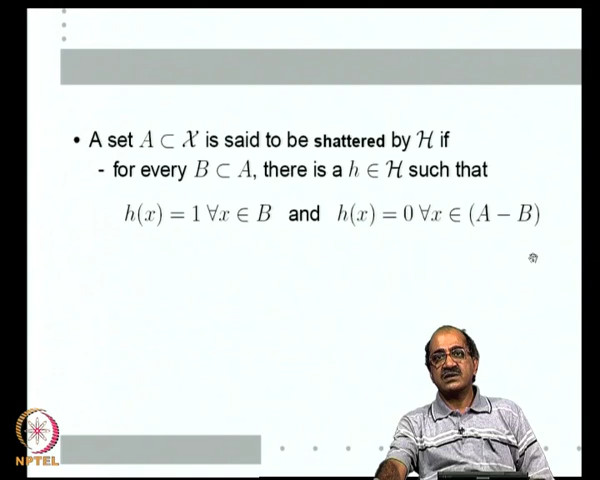 • A set A ⊂ 𝒳 is said to be shattered by ℋ if
- for every B ⊂ A, there is a h ∈ ℋ such that
h(x) = 1 ∀x ∈ B and h(x) = 0 ∀x ∈ (A − B)
NPTEL